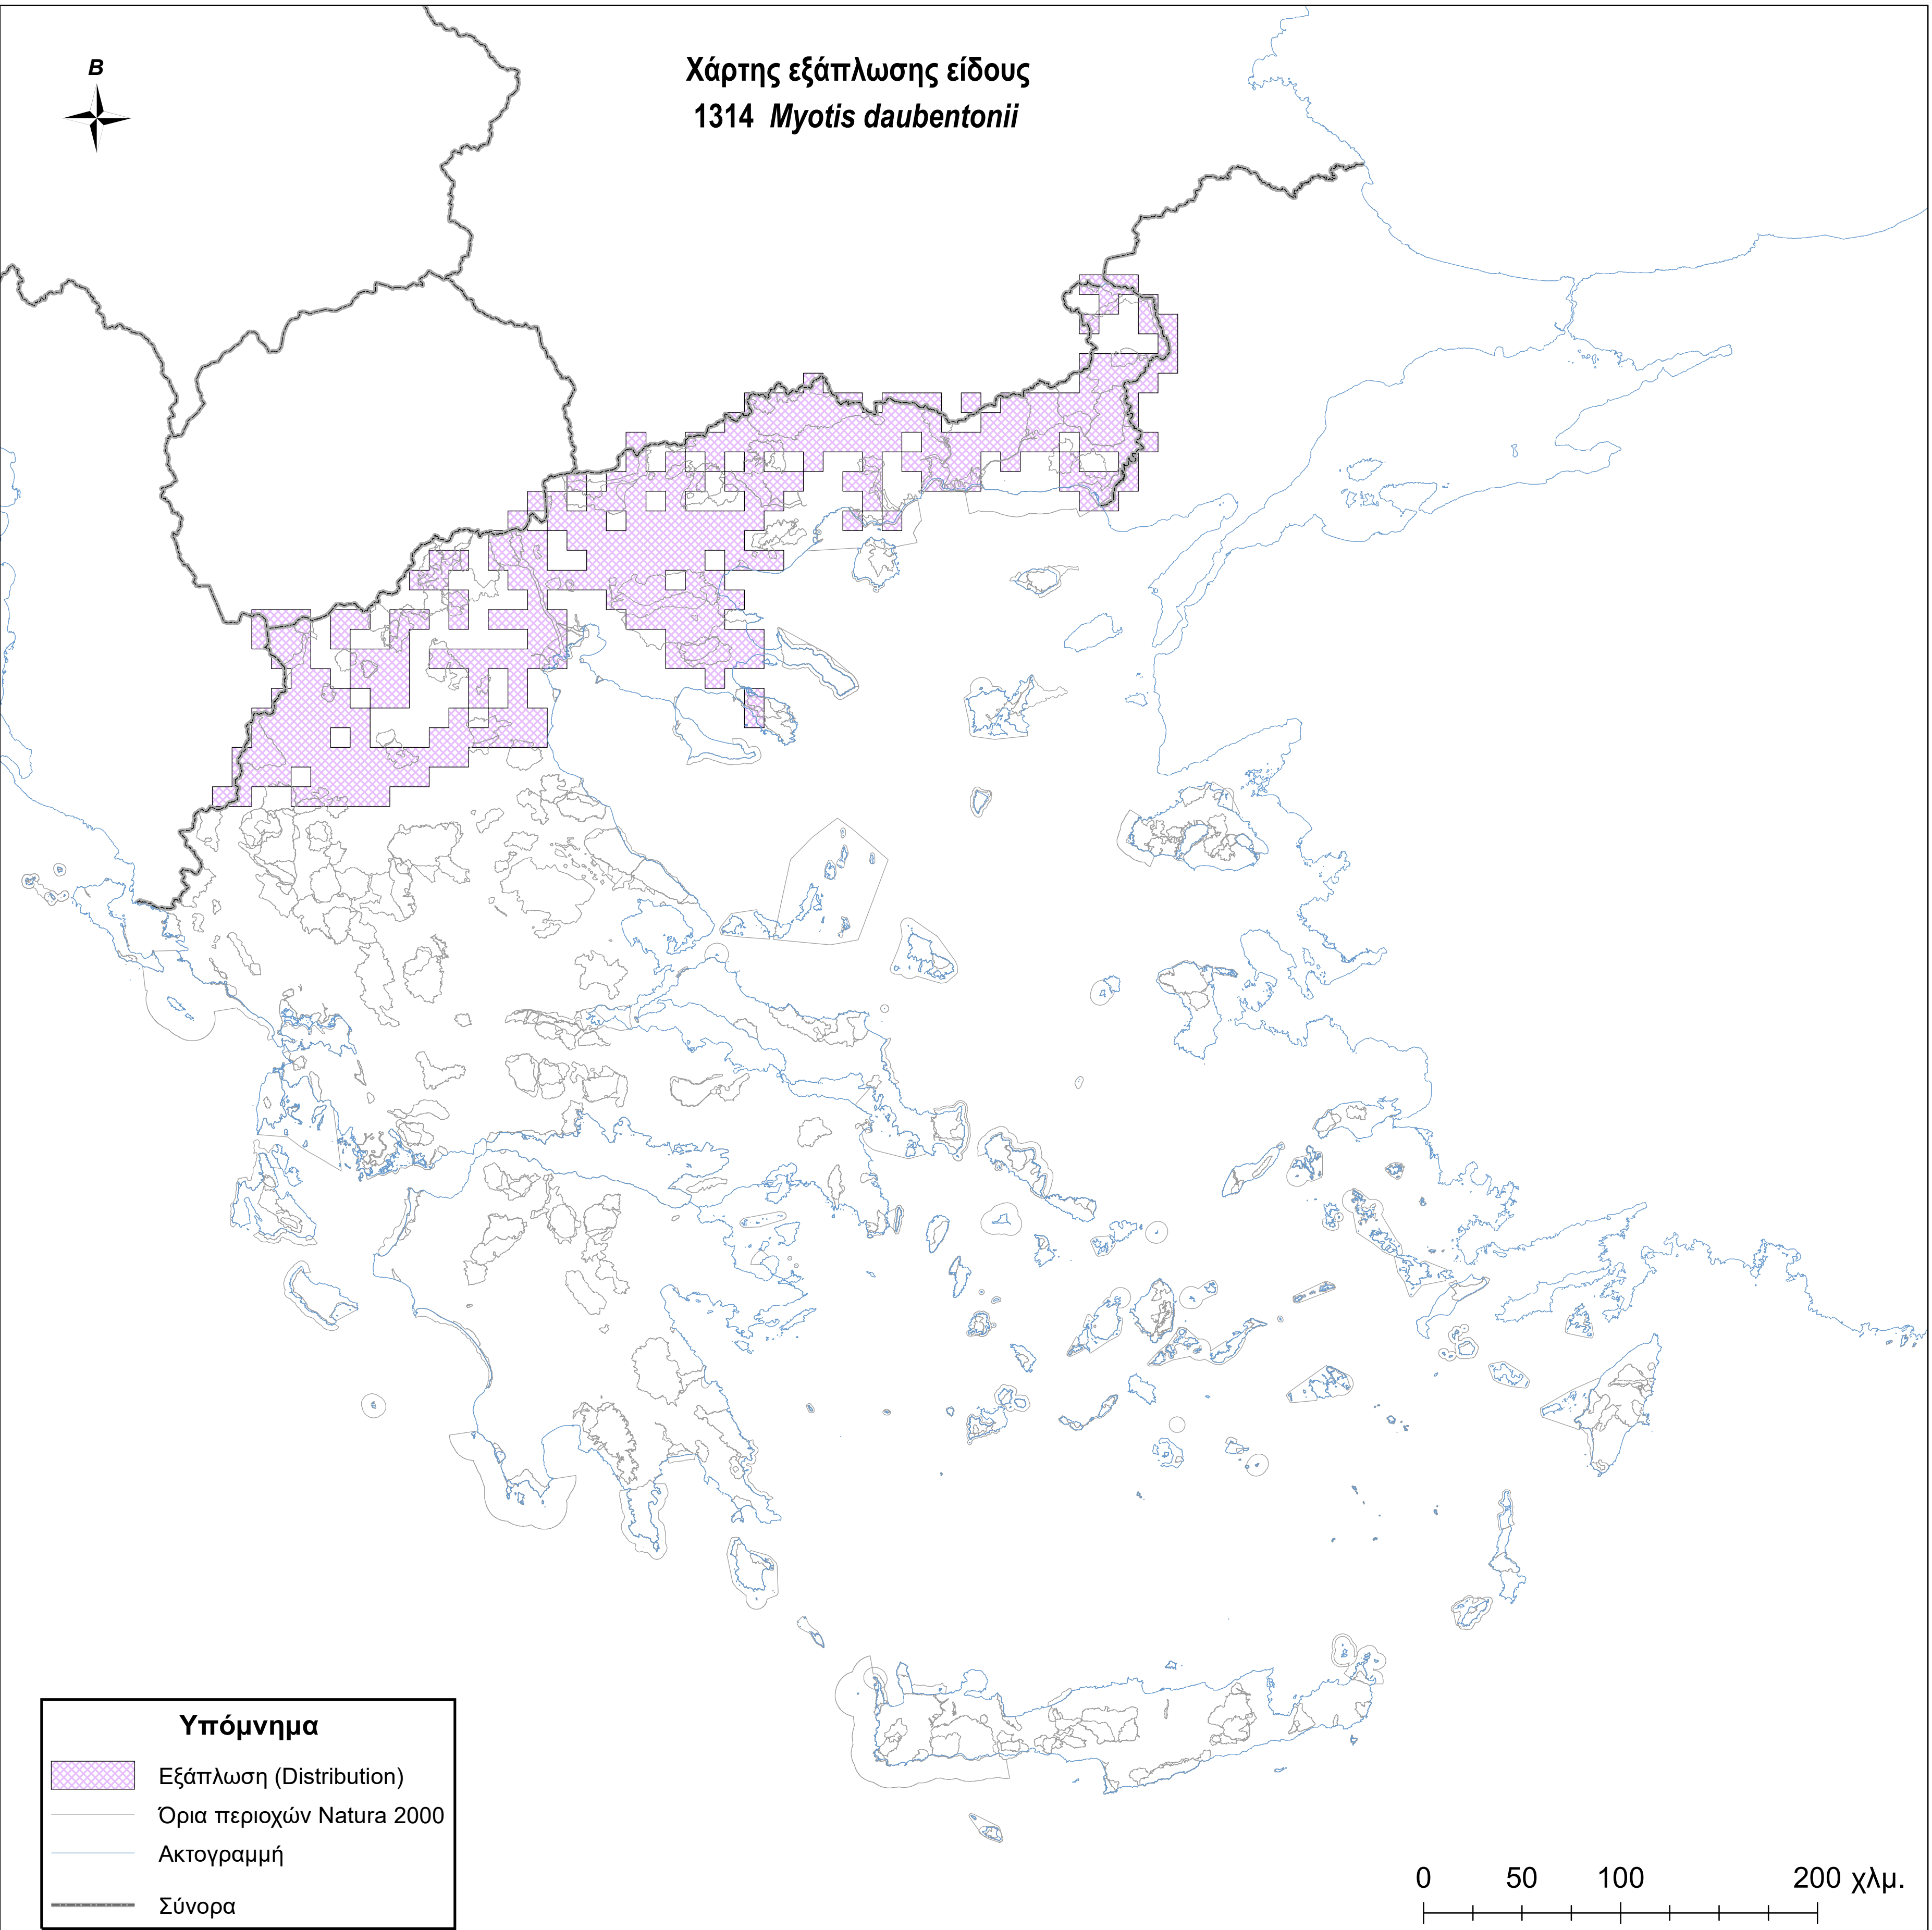 B
Χάρτης εξάπλωσης είδους
1314 Myotis daubentonii
Υπόμνημα
Εξάπλωση (Distribution)
Όρια περιοχών Natura 2000
Ακτογραμμή
Σύνορα
0 50 100 200 χλμ.